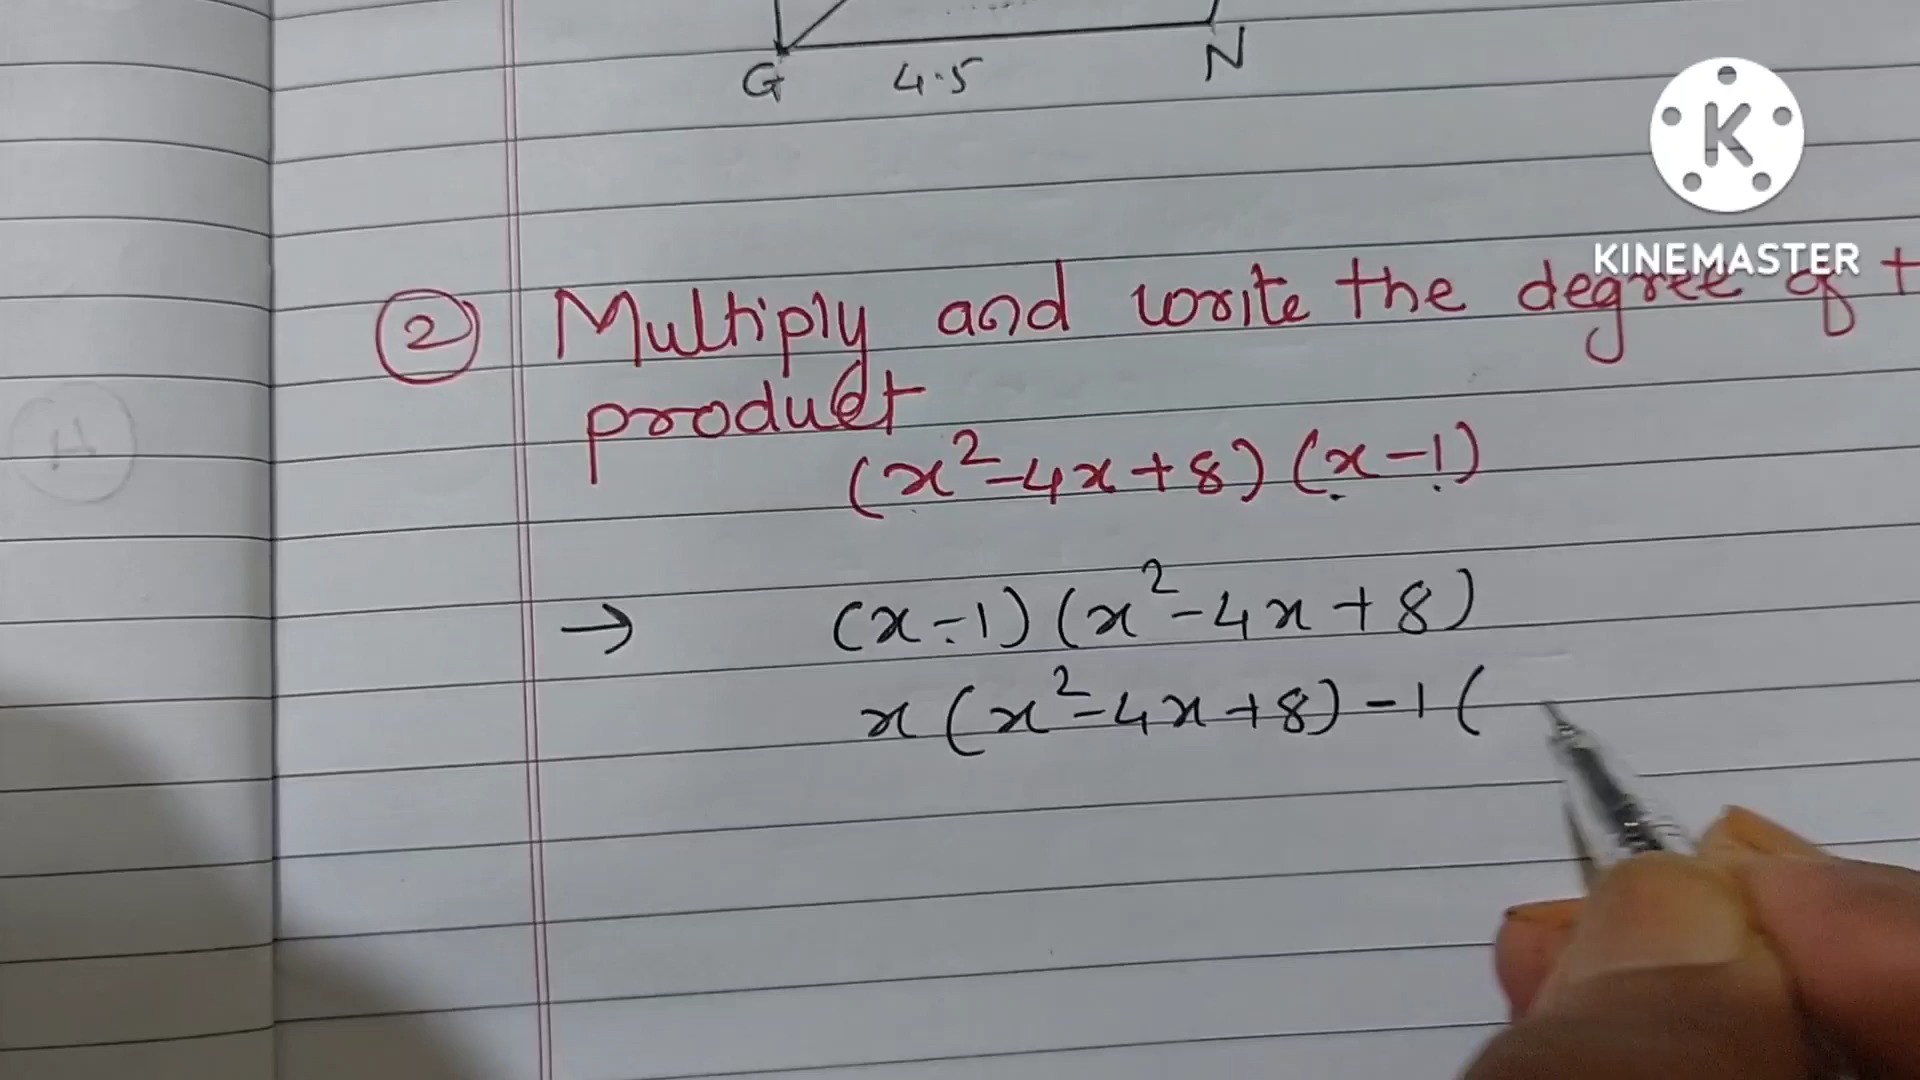 G 4.5 N
K
KINEMASTER
② Multiply and write the degree of
product
(x²-4x+8) (x-1)
→ (x-1) (x²-4x+8)
x (x²-4x+8) -1 (